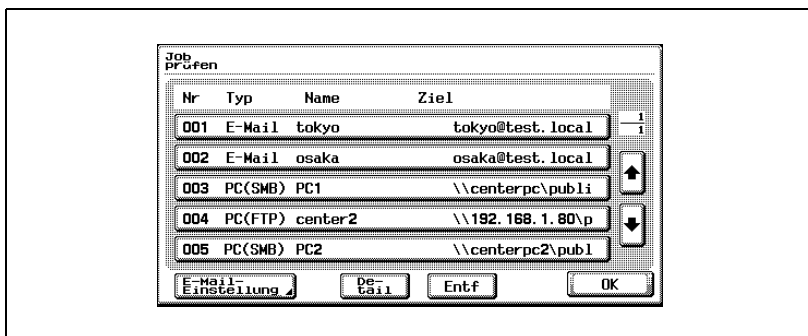 Job
prüfen
Nr Typ Name Ziel
001 E-Mail tokyo tokyo@test.local
1
1
002 E-Mail osaka osaka@test.local
003 PC(SMB) PC1 \\centerpc\publi
004 PC(FTP) center2 \\192.168.1.80\p
005 PC(SMB) PC2 \\centerpc2\publ
E-Mail-
Einstellung
De-
tail
Entf
OK